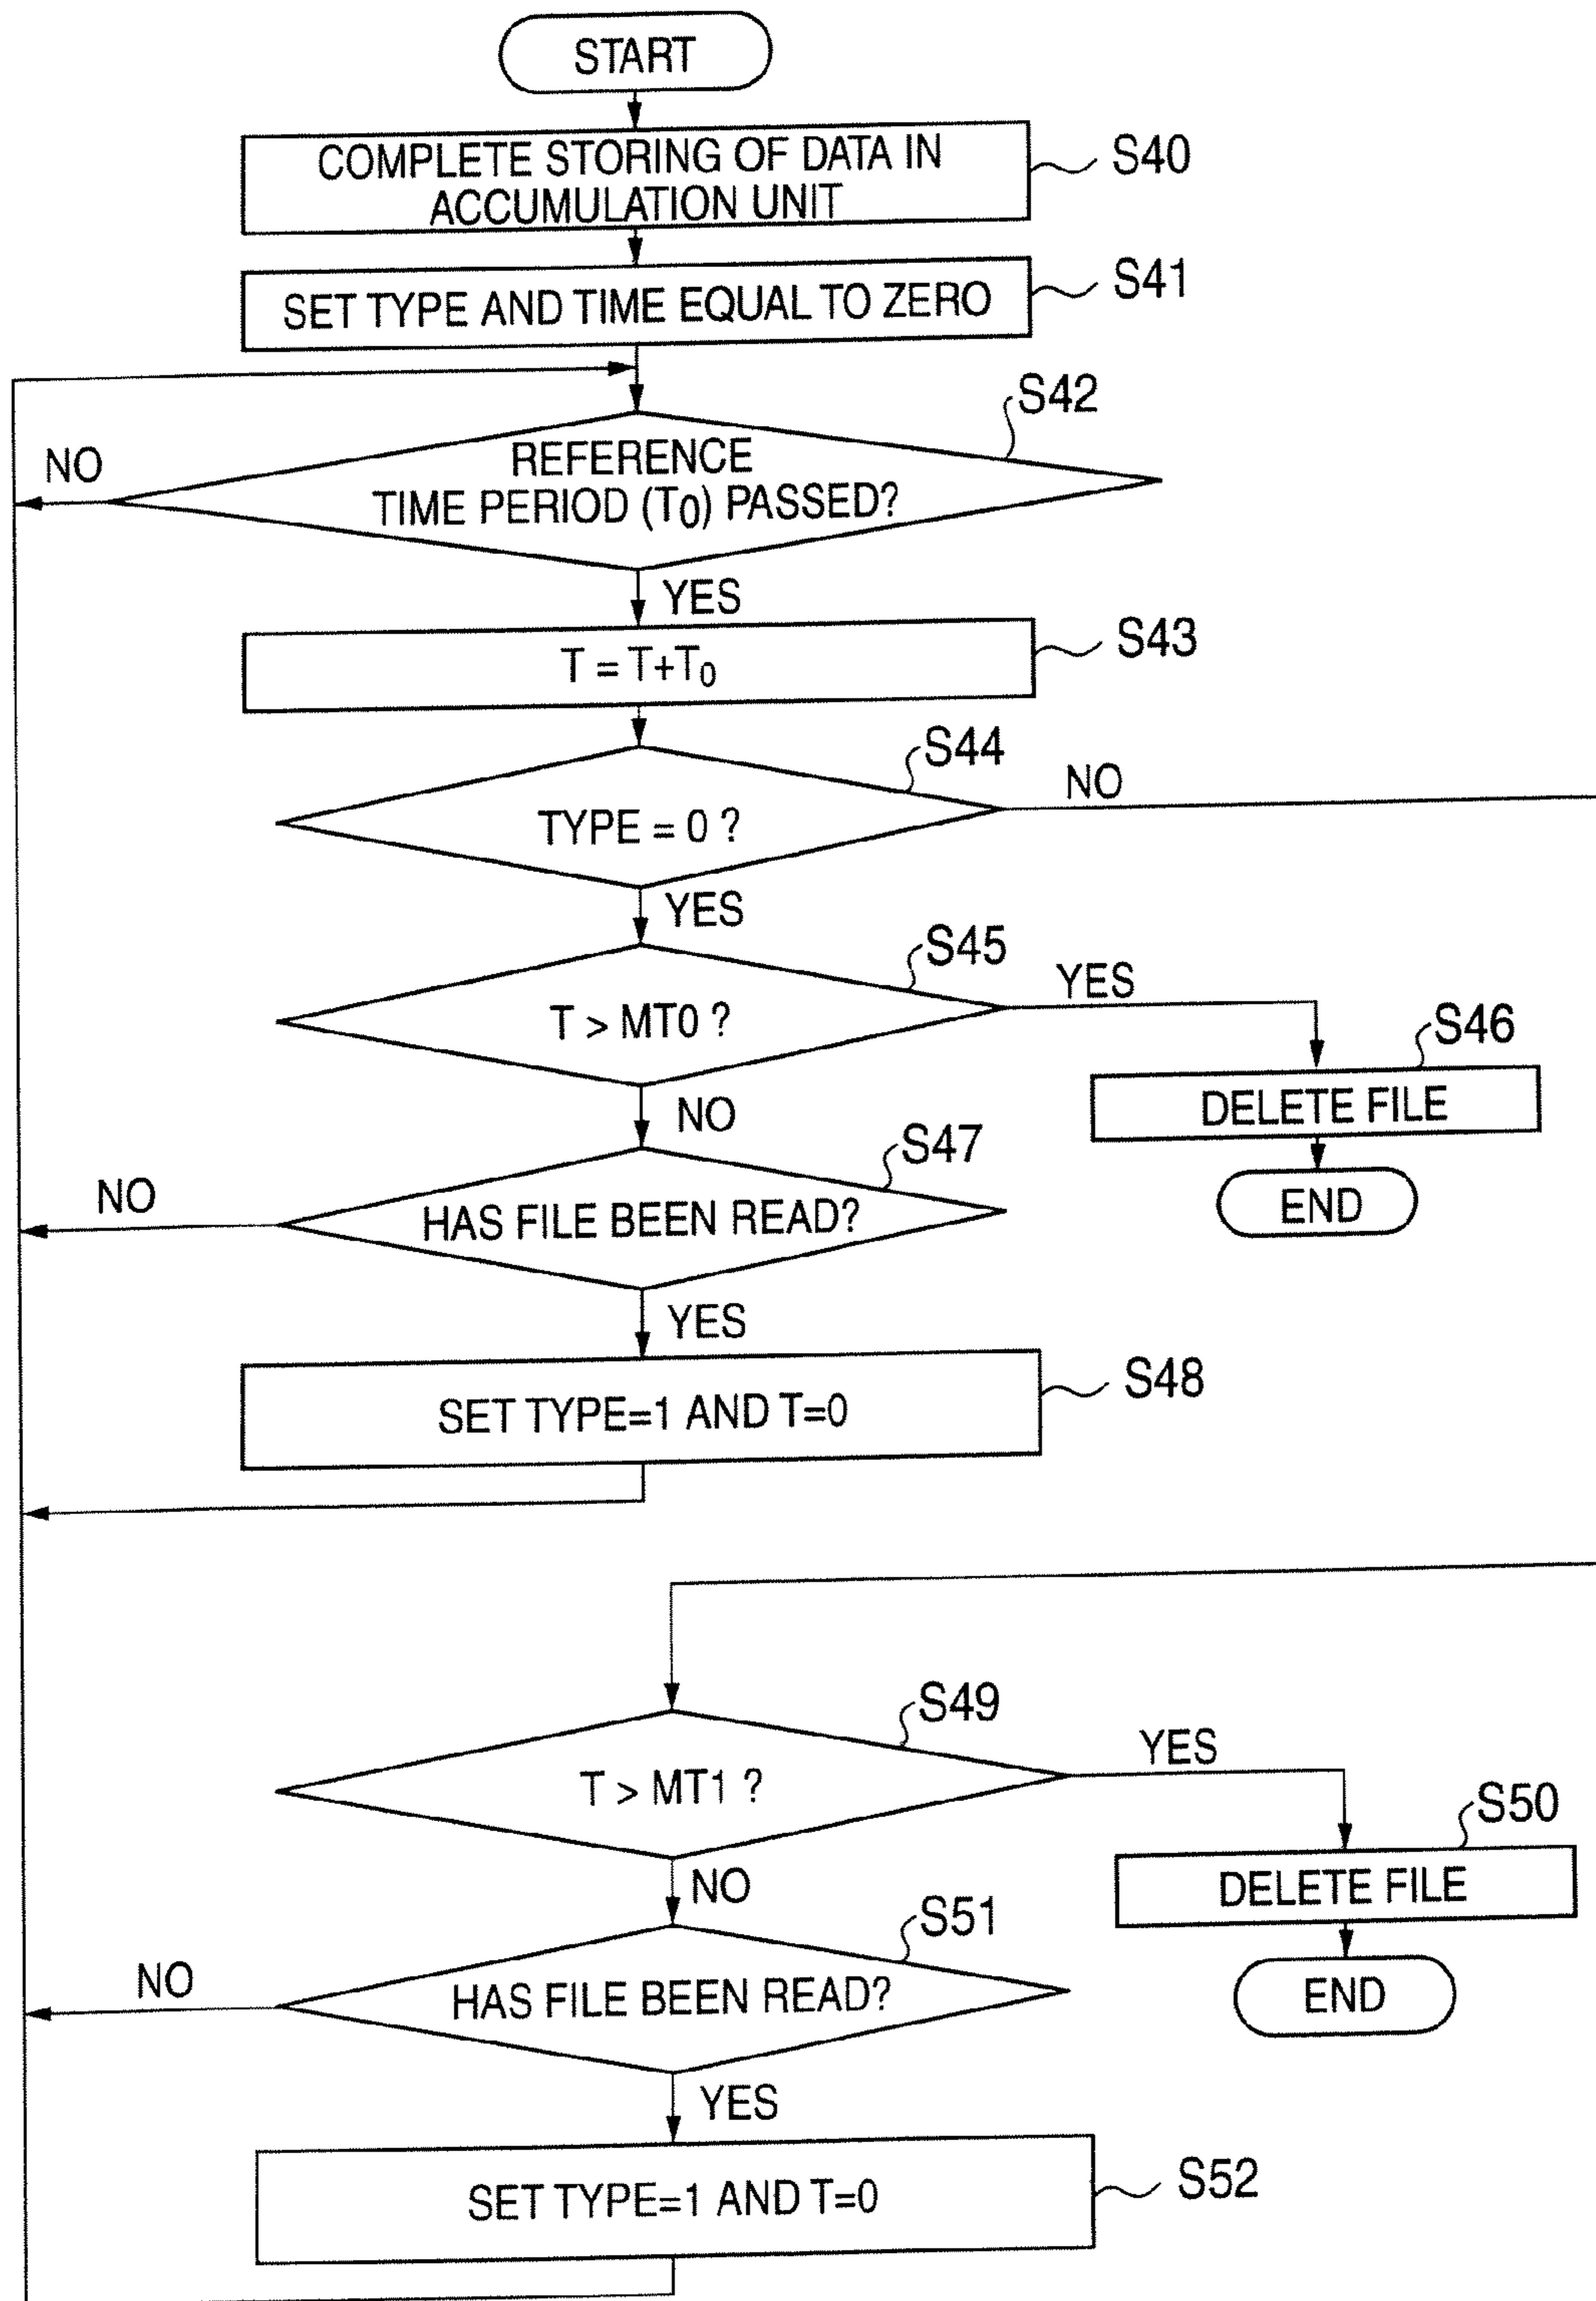 START
COMPLETE STORING OF DATA IN
ACCUMULATION UNIT
S40
SET TYPE AND TIME EQUAL TO ZERO
S41
S42
REFERENCE
TIME PERIOD (T0) PASSED?
NO
YES
T = T+T0
S43
S44
TYPE = 0 ?
NO
YES
S45
T > MT0 ?
YES
S46
DELETE FILE
END
NO
S47
HAS FILE BEEN READ?
NO
YES
SET TYPE=1 AND T=0
S48
S49
T > MT1 ?
YES
S50
DELETE FILE
END
NO
S51
HAS FILE BEEN READ?
NO
YES
SET TYPE=1 AND T=0
S52